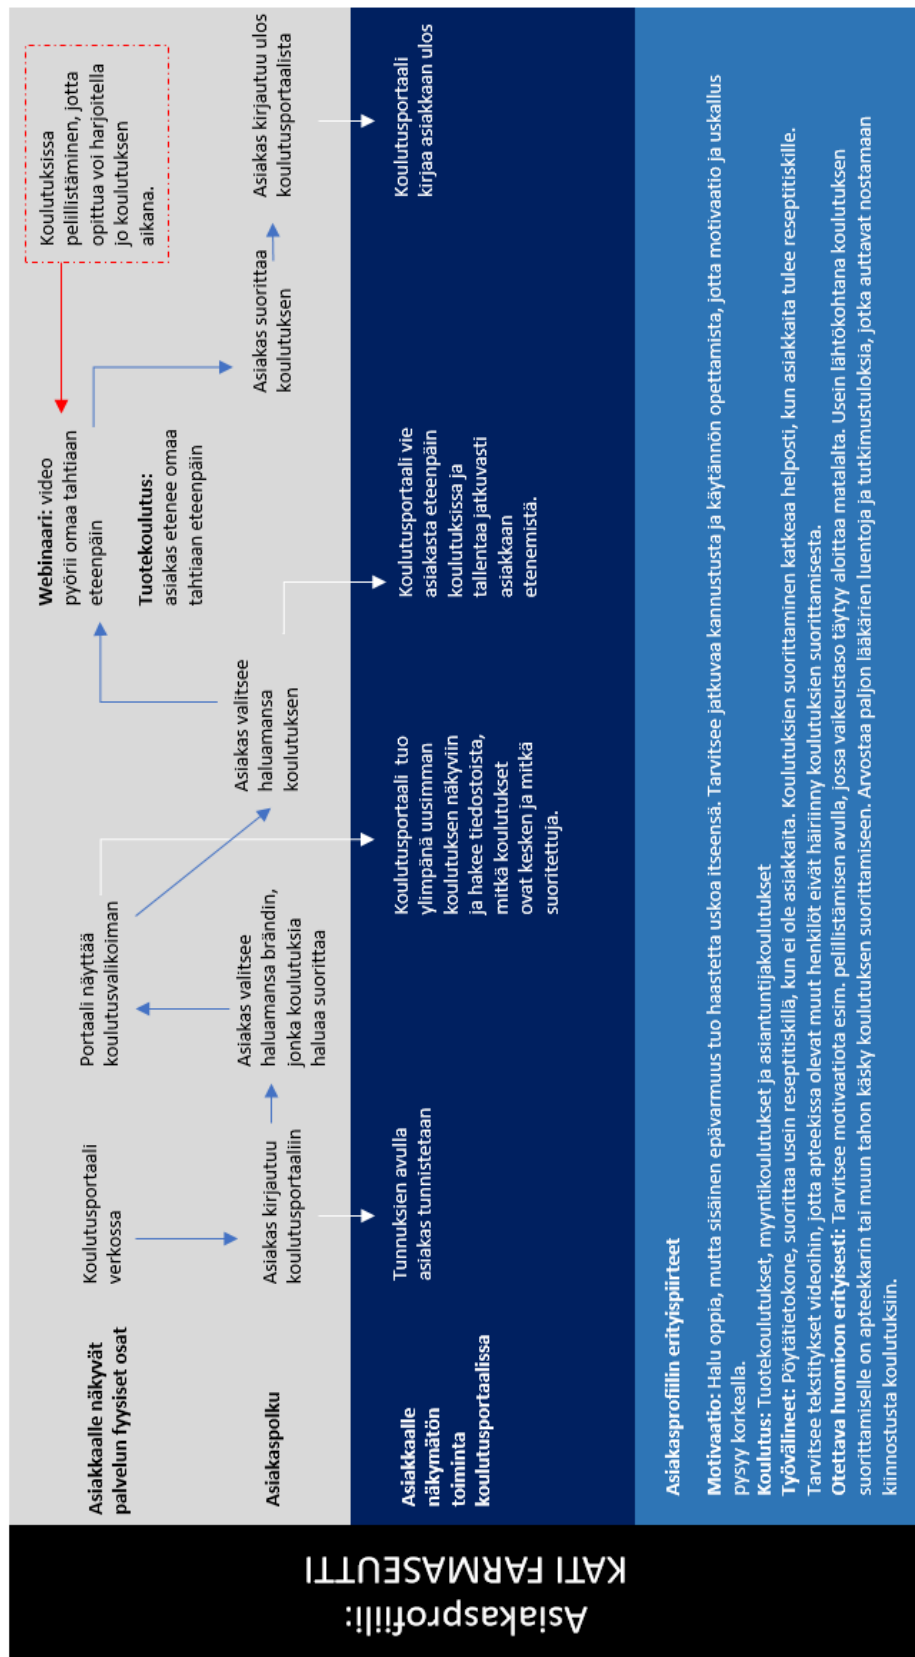 Asiakasprofiili:
KATI FARMASEUTTI
Asiakkaalle näkyvät
palvelun fyysiset osat
Koulutusportaali
verkossa
Portaali näyttää
koulutusvalikoiman
Webinaari: video
pyörii omaa tahtiaan
eteenpäin
Tuotekoulutus:
asiakas etenee omaa
tahtiaan eteenpäin
Koulutuksissa
pelillistäminen, jotta
opittua voi harjoitella
jo koulutuksen
aikana.
Asiakaspolku
Asiakas kirjautuu
koulutusportaaliin
Asiakas valitsee
haluamansa brändin,
jonka koulutuksia
haluaa suorittaa
Asiakas valitsee
haluamansa
koulutuksen
Asiakas suorittaa
koulutuksen
Asiakas kirjautuu ulos
koulutusportaalista
Asiakkaalle
näkymätön
toiminta
koulutusportaalissa
Tunnuksien avulla
asiakas tunnistetaan
Koulutusportaali tuo
ylimpänä uusimman
koulutuksen näkyviin
ja hakee tiedostoista,
mitkä koulutukset
ovat kesken ja mitkä
suoritettuja.
Koulutusportaali vie
asiakasta eteenpäin
koulutuksissa ja
tallentaa jatkuvasti
asiakkaan
etenemistä.
Koulutusportaali
kirjaa asiakkaan ulos
Asiakasprofiilin erityispiirteet
Motivaatio: Halu oppia, mutta sisäinen epävarmuus tuo haastetta uskoa itseensä. Tarvitsee jatkuvaa kannustusta ja käytännön opettamista, jotta motivaatio ja uskallus
pysyy korkealla.
Koulutus: Tuotekoulutukset, myyntikoulutukset ja asiantuntijakoulutukset
Työvälineet: Pöytätietokone, suorittaa usein reseptitiskillä, kun ei ole asiakkaita. Koulutuksien suorittaminen katkeaa helposti, kun asiakkaita tulee reseptitiskille.
Tarvitsee tekstitykset videoihin, jotta apteekissa olevat muut henkilöt eivät häiriinny koulutuksien suorittamisesta.
Otettava huomioon erityisesti: Tarvitsee motivaatiota esim. pelillistämisen avulla, jossa vaikeustaso täytyy aloittaa matalalta. Usein lähtökohtana koulutuksen
suorittamiselle on apteekkarin tai muun tahon käsky koulutuksen suorittamiseen. Arvostaa paljon lääkärien luentoja ja tutkimustuloksia, jotka auttavat nostamaan
kiinnostusta koulutuksiin.